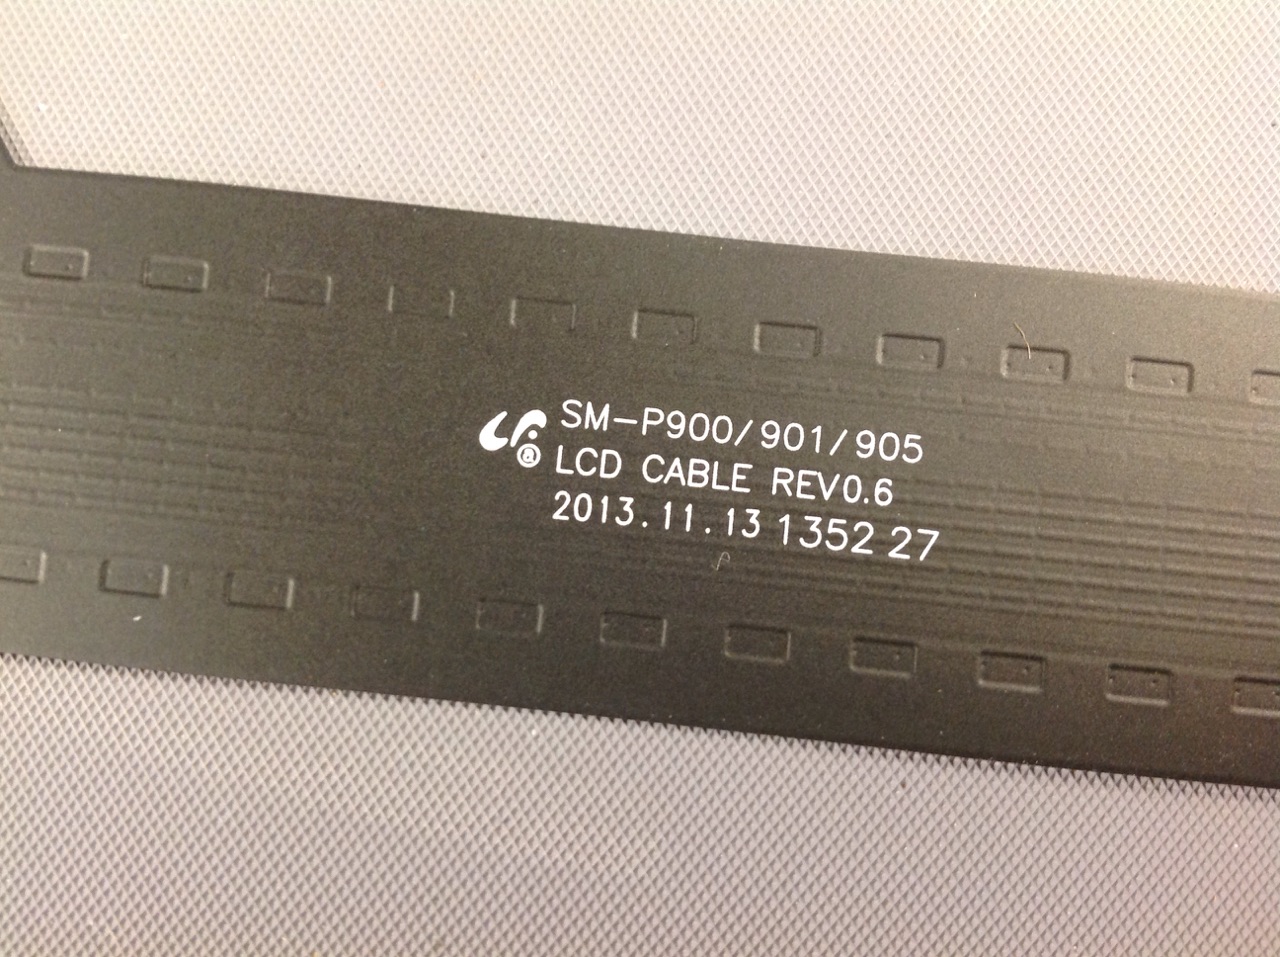 SM-P900/901/905
LCD CABLE REV0.6
2013.11.13 1352 27